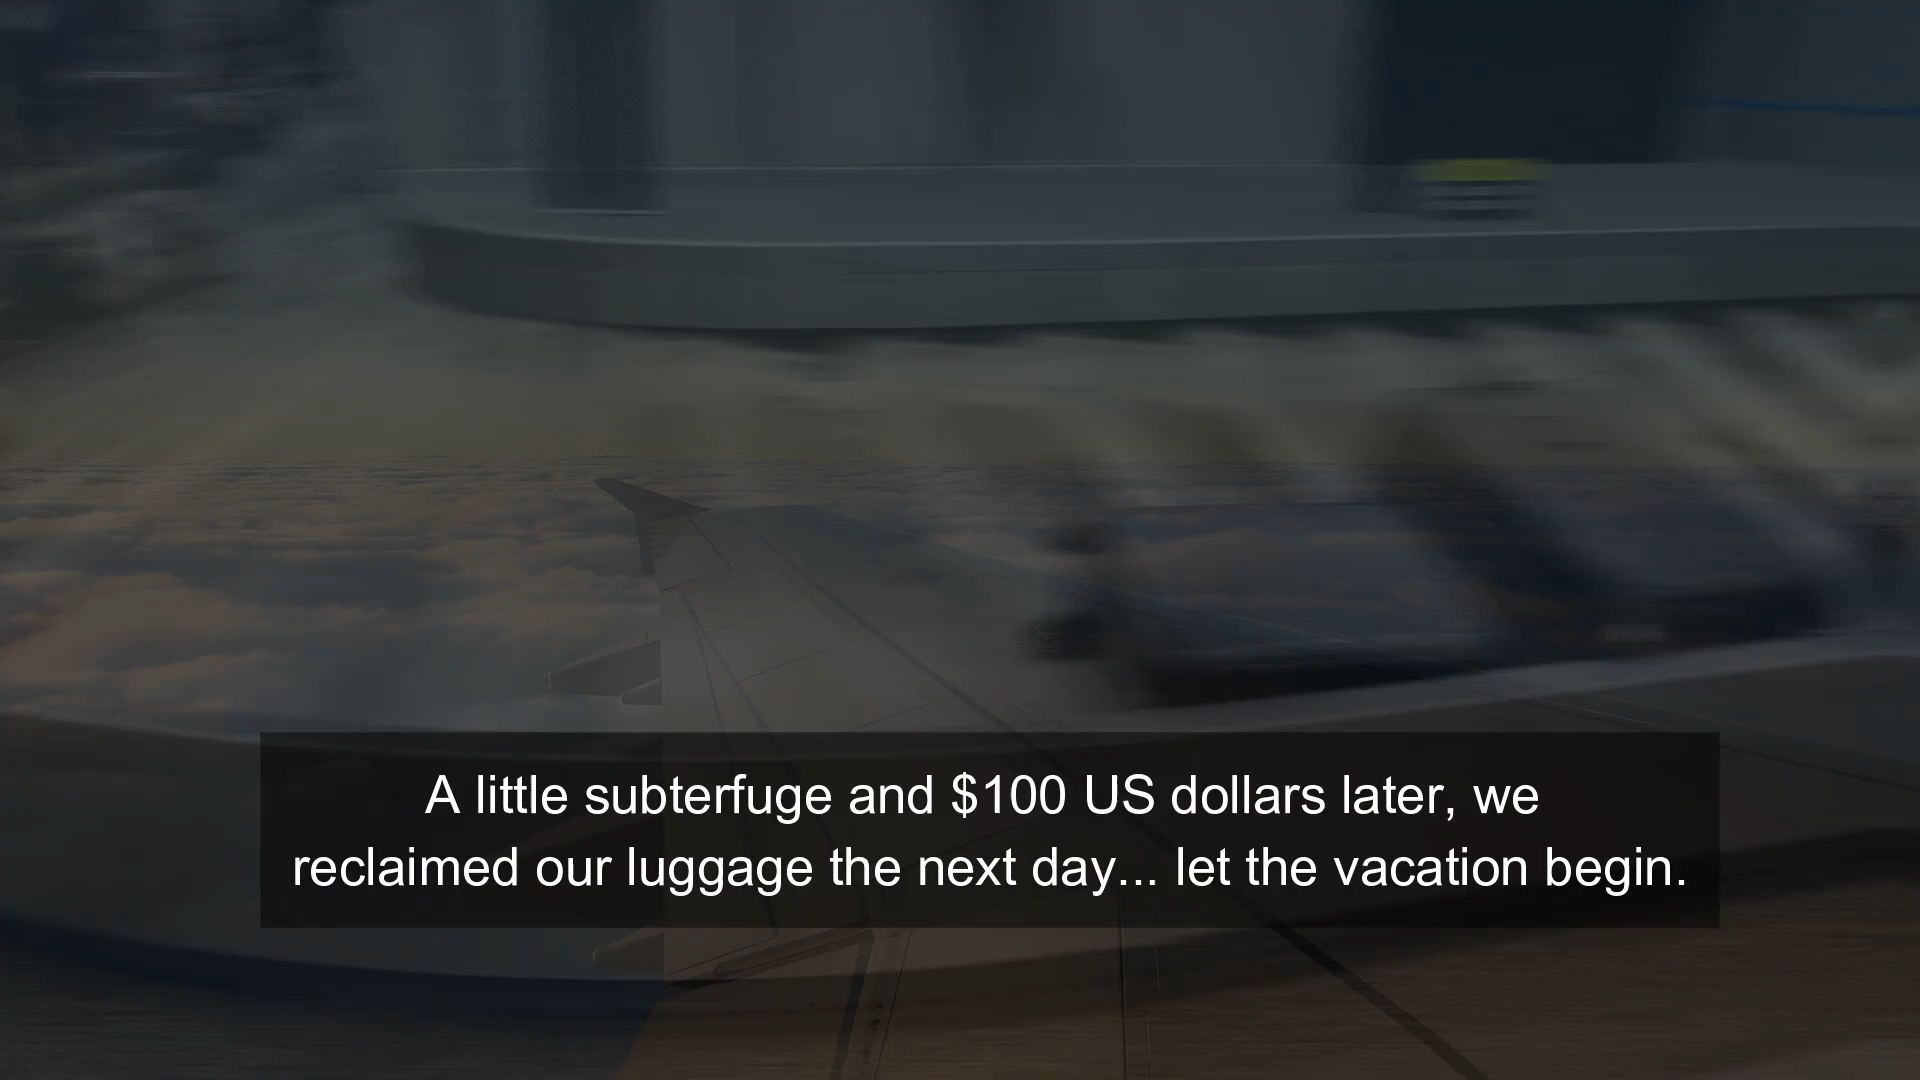 A little subterfuge and $100 US dollars later, we
reclaimed our luggage the next day... let the vacation begin.